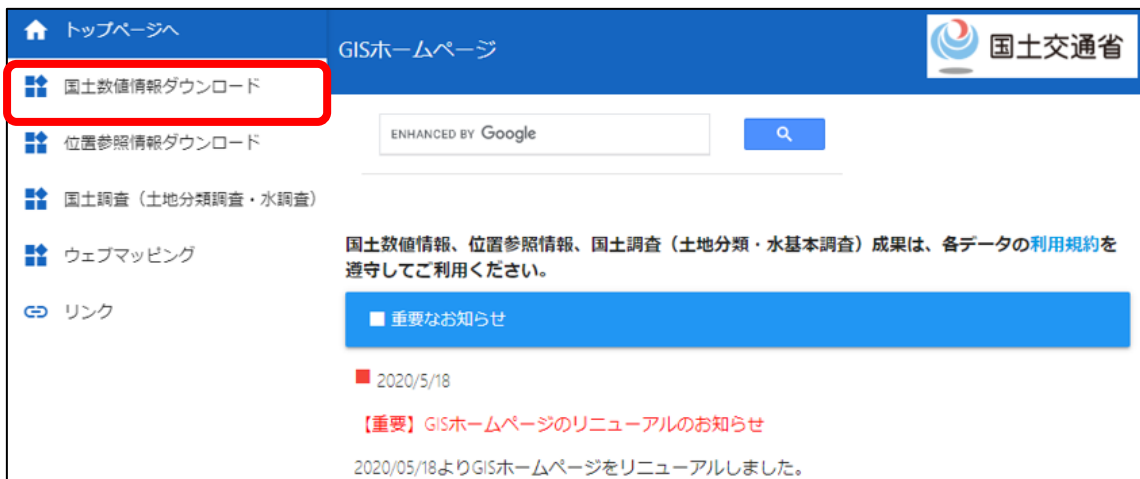 トップページへ
国土数値情報ダウンロード
位置参照情報ダウンロード
国土調査（土地分類調査・水調査）
ウェブマッピング
リンク
GISホームページ
国土交通省
ENHANCED BY Google
国土数値情報、位置参照情報、国土調査（土地分類・水基本調査）成果は、各データの利用規約を
遵守してご利用ください。
■ 重要なお知らせ
■ 2020/5/18
【重要】GISホームページのリニューアルのお知らせ
2020/05/18よりGISホームページをリニューアルしました。